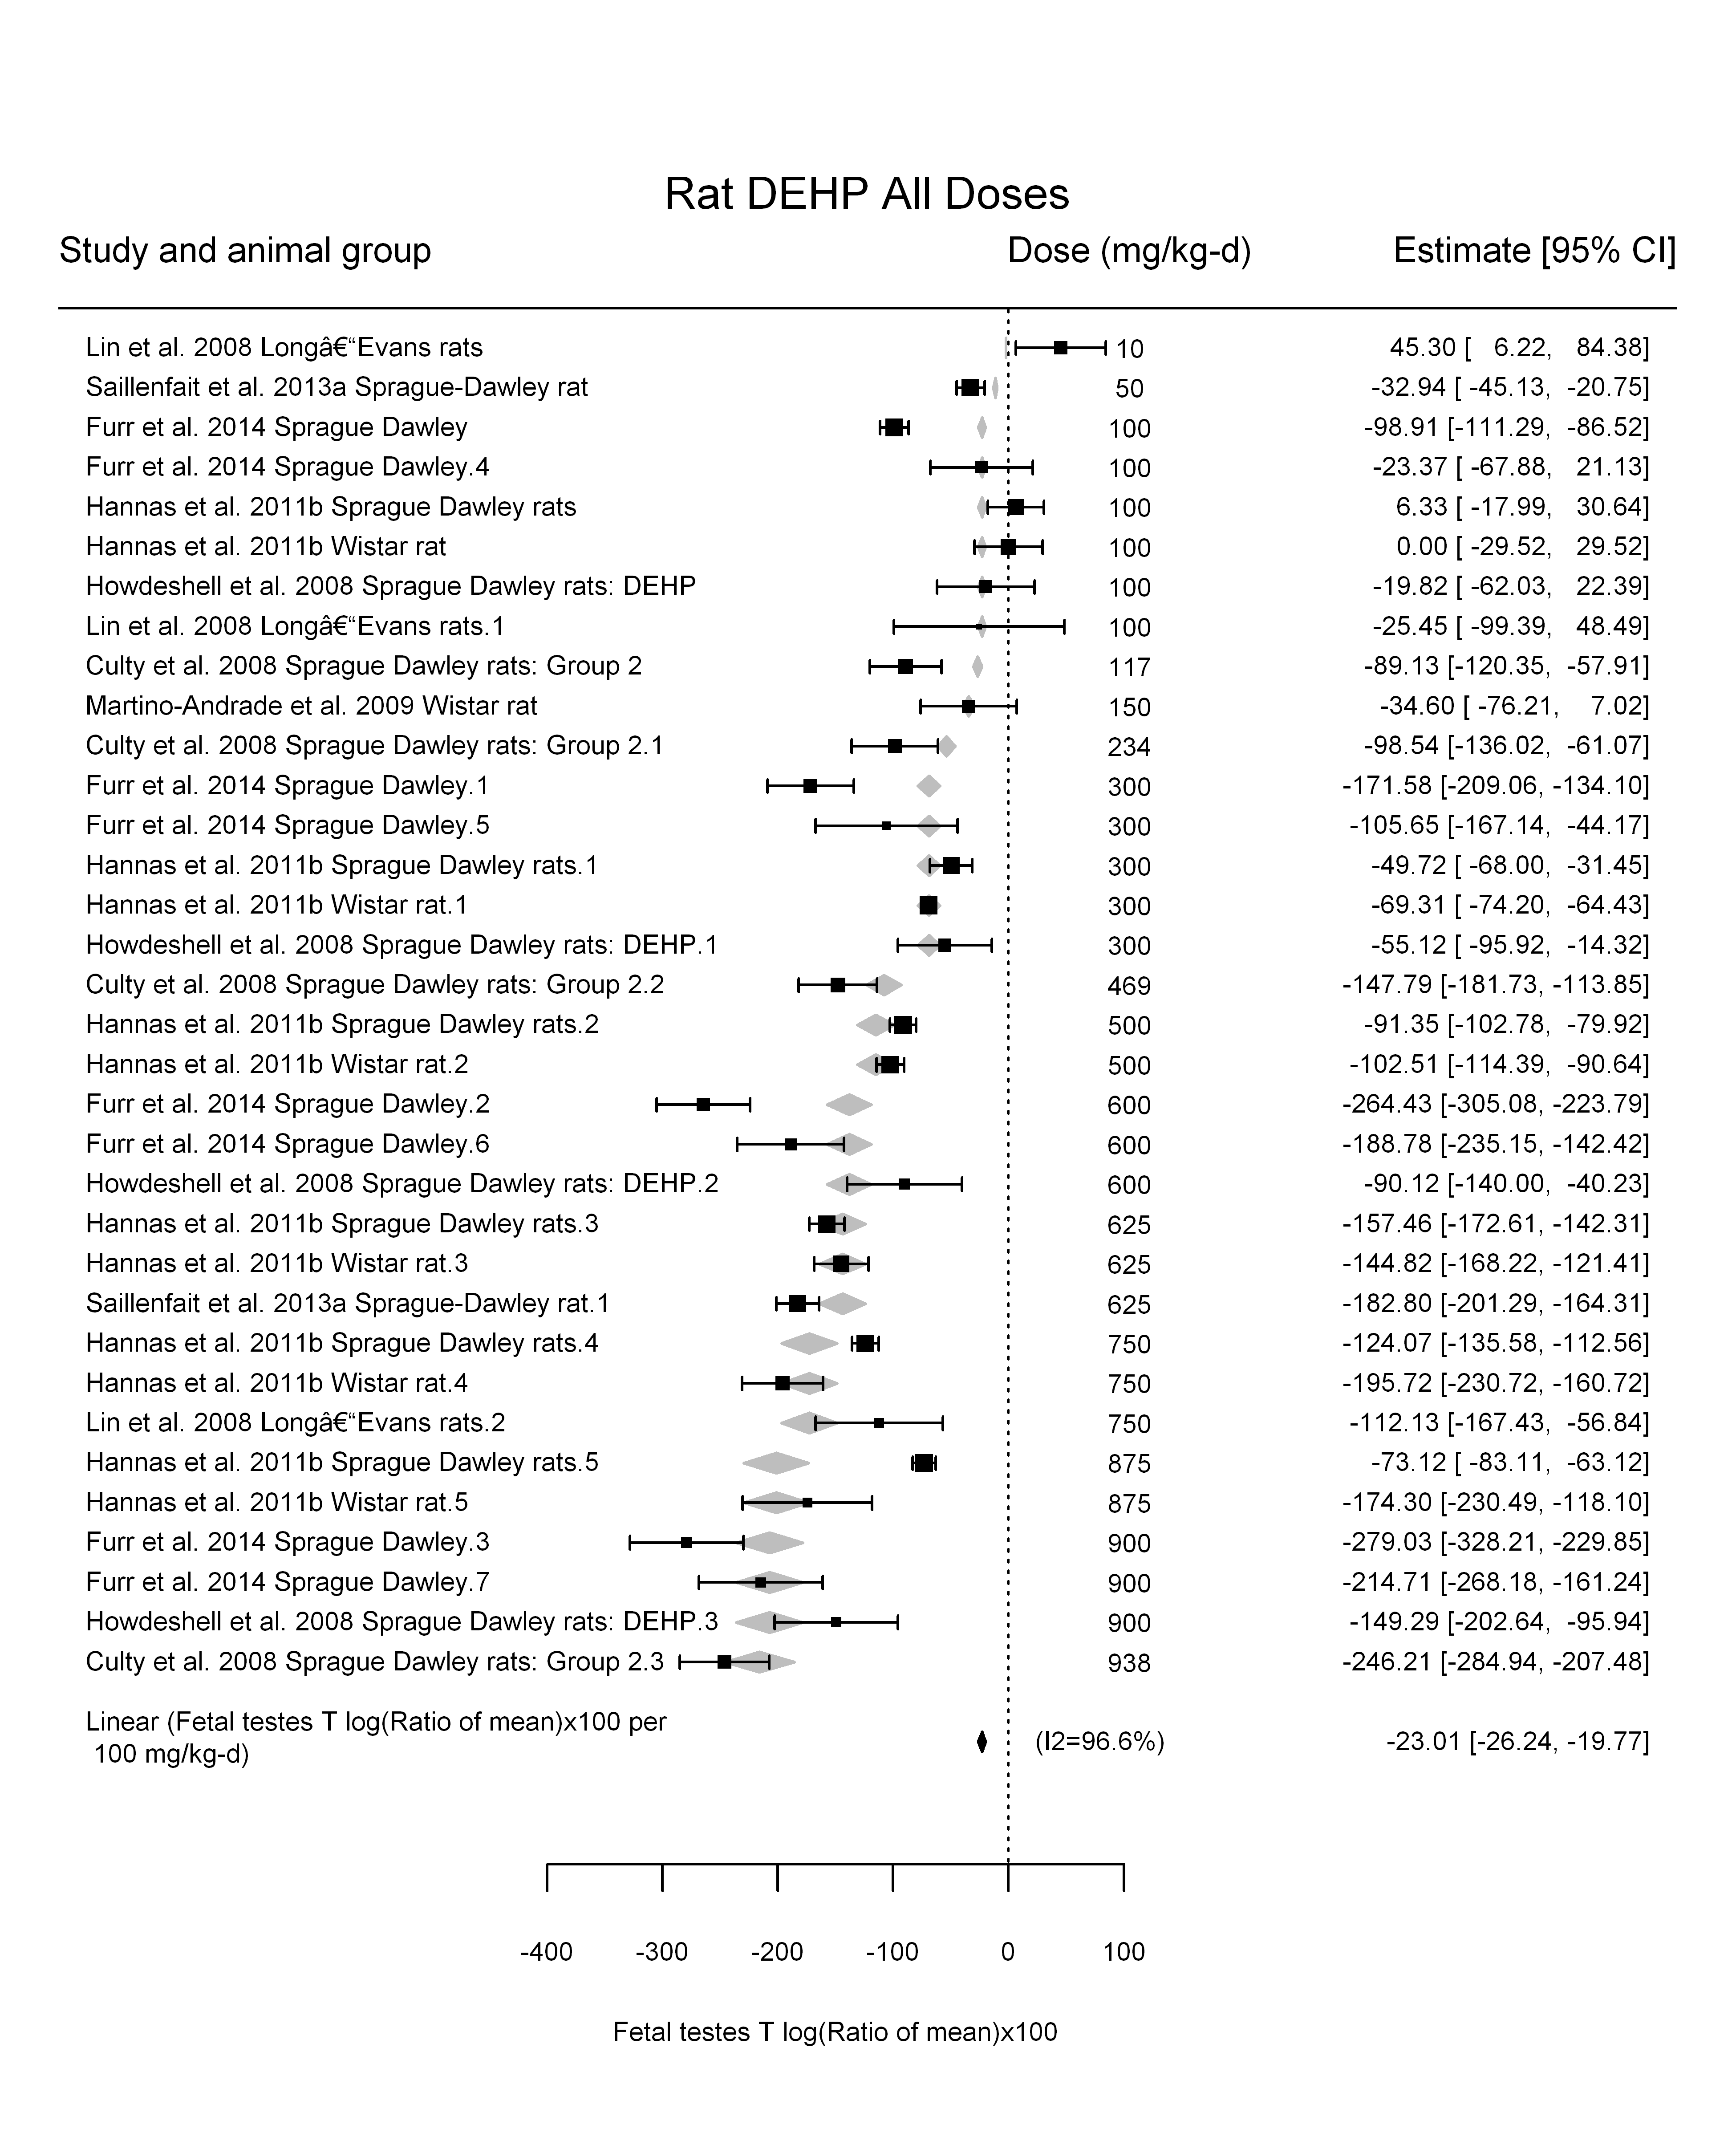 Rat DEHP All Doses
Study and animal group Dose (mg/kg-d) Estimate [95% CI]
Lin et al. 2008 Longâ€“Evans rats 10 45.30 [ 6.22, 84.38]
Saillenfait et al. 2013a Sprague-Dawley rat 50 -32.94 [ -45.13, -20.75]
Furr et al. 2014 Sprague Dawley 100 -98.91 [-111.29, -86.52]
Furr et al. 2014 Sprague Dawley.4 100 -23.37 [ -67.88, 21.13]
Hannas et al. 2011b Sprague Dawley rats 100 6.33 [ -17.99, 30.64]
Hannas et al. 2011b Wistar rat 100 0.00 [ -29.52, 29.52]
Howdeshell et al. 2008 Sprague Dawley rats: DEHP 100 -19.82 [ -62.03, 22.39]
Lin et al. 2008 Longâ€“Evans rats.1 100 -25.45 [ -99.39, 48.49]
Culty et al. 2008 Sprague Dawley rats: Group 2 117 -89.13 [-120.35, -57.91]
Martino-Andrade et al. 2009 Wistar rat 150 -34.60 [ -76.21, 7.02]
Culty et al. 2008 Sprague Dawley rats: Group 2.1 234 -98.54 [-136.02, -61.07]
Furr et al. 2014 Sprague Dawley.1 300 -171.58 [-209.06, -134.10]
Furr et al. 2014 Sprague Dawley.5 300 -105.65 [-167.14, -44.17]
Hannas et al. 2011b Sprague Dawley rats.1 300 -49.72 [ -68.00, -31.45]
Hannas et al. 2011b Wistar rat.1 300 -69.31 [ -74.20, -64.43]
Howdeshell et al. 2008 Sprague Dawley rats: DEHP.1 300 -55.12 [ -95.92, -14.32]
Culty et al. 2008 Sprague Dawley rats: Group 2.2 469 -147.79 [-181.73, -113.85]
Hannas et al. 2011b Sprague Dawley rats.2 500 -91.35 [-102.78, -79.92]
Hannas et al. 2011b Wistar rat.2 500 -102.51 [-114.39, -90.64]
Furr et al. 2014 Sprague Dawley.2 600 -264.43 [-305.08, -223.79]
Furr et al. 2014 Sprague Dawley.6 600 -188.78 [-235.15, -142.42]
Howdeshell et al. 2008 Sprague Dawley rats: DEHP.2 600 -90.12 [-140.00, -40.23]
Hannas et al. 2011b Sprague Dawley rats.3 625 -157.46 [-172.61, -142.31]
Hannas et al. 2011b Wistar rat.3 625 -144.82 [-168.22, -121.41]
Saillenfait et al. 2013a Sprague-Dawley rat.1 625 -182.80 [-201.29, -164.31]
Hannas et al. 2011b Sprague Dawley rats.4 750 -124.07 [-135.58, -112.56]
Hannas et al. 2011b Wistar rat.4 750 -195.72 [-230.72, -160.72]
Lin et al. 2008 Longâ€“Evans rats.2 750 -112.13 [-167.43, -56.84]
Hannas et al. 2011b Sprague Dawley rats.5 875 -73.12 [ -83.11, -63.12]
Hannas et al. 2011b Wistar rat.5 875 -174.30 [-230.49, -118.10]
Furr et al. 2014 Sprague Dawley.3 900 -279.03 [-328.21, -229.85]
Furr et al. 2014 Sprague Dawley.7 900 -214.71 [-268.18, -161.24]
Howdeshell et al. 2008 Sprague Dawley rats: DEHP.3 900 -149.29 [-202.64, -95.94]
Culty et al. 2008 Sprague Dawley rats: Group 2.3 938 -246.21 [-284.94, -207.48]
Linear (Fetal testes T log(Ratio of mean)x100 per
100 mg/kg-d) (I2=96.6%) -23.01 [-26.24, -19.77]
-400 -300 -200 -100 0 100
Fetal testes T log(Ratio of mean)x100